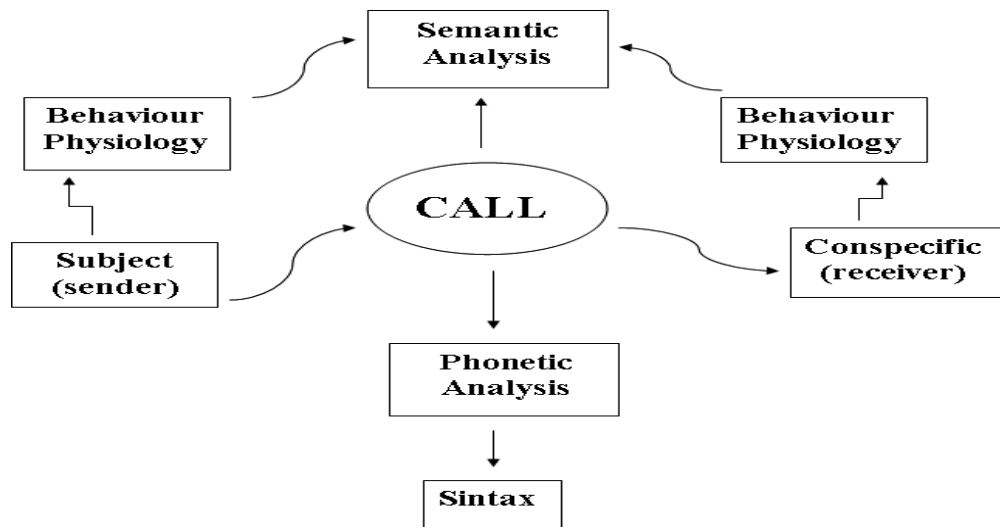 Semantic
Analysis
Behaviour
Physiology
Behaviour
Physiology
CALL
Subject
(sender)
Conspecific
(receiver)
Phonetic
Analysis
Sintax